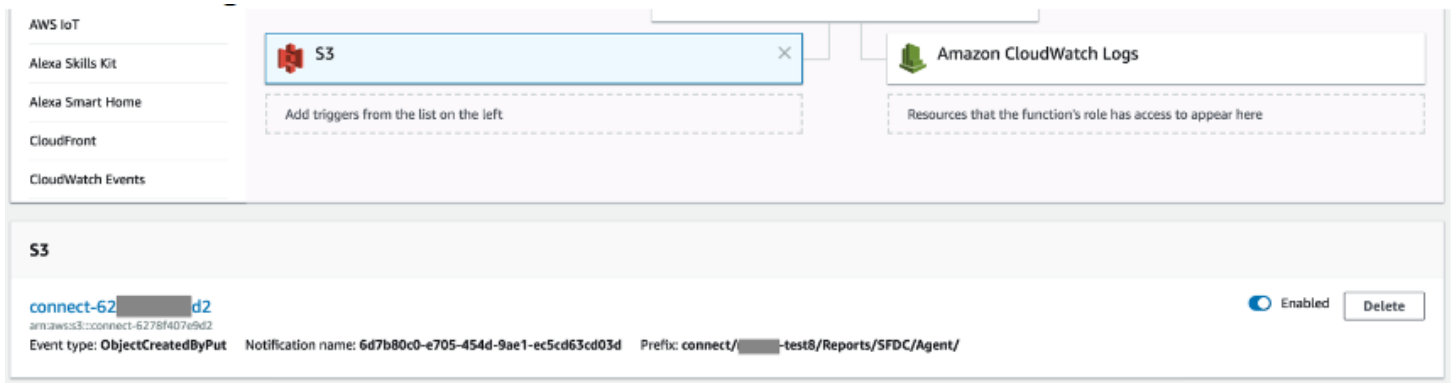 AWS IoT
Alexa Skills Kit
Alexa Smart Home
CloudFront
CloudWatch Events
S3
Add triggers from the list on the left
Amazon CloudWatch Logs
Resources that the function's role has access to appear here
S3
connect-62 d2
arn:aws:s3:::connect-6278f407e9d2
Enabled
Delete
Event type: ObjectCreatedByPut Notification name: 6d7b80c0-e705-454d-9ae1-ec5cd63cd03d Prefix: connect/ -test8/Reports/SFDC/Agent/